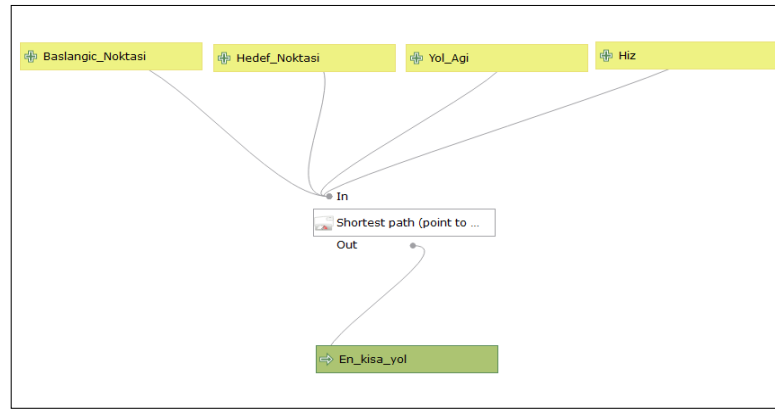 Baslangic_Noktasi
Hedef_Noktasi
Yol_Agi
Hiz
In
Shortest path (point to ...
Out
En_kisa_yol